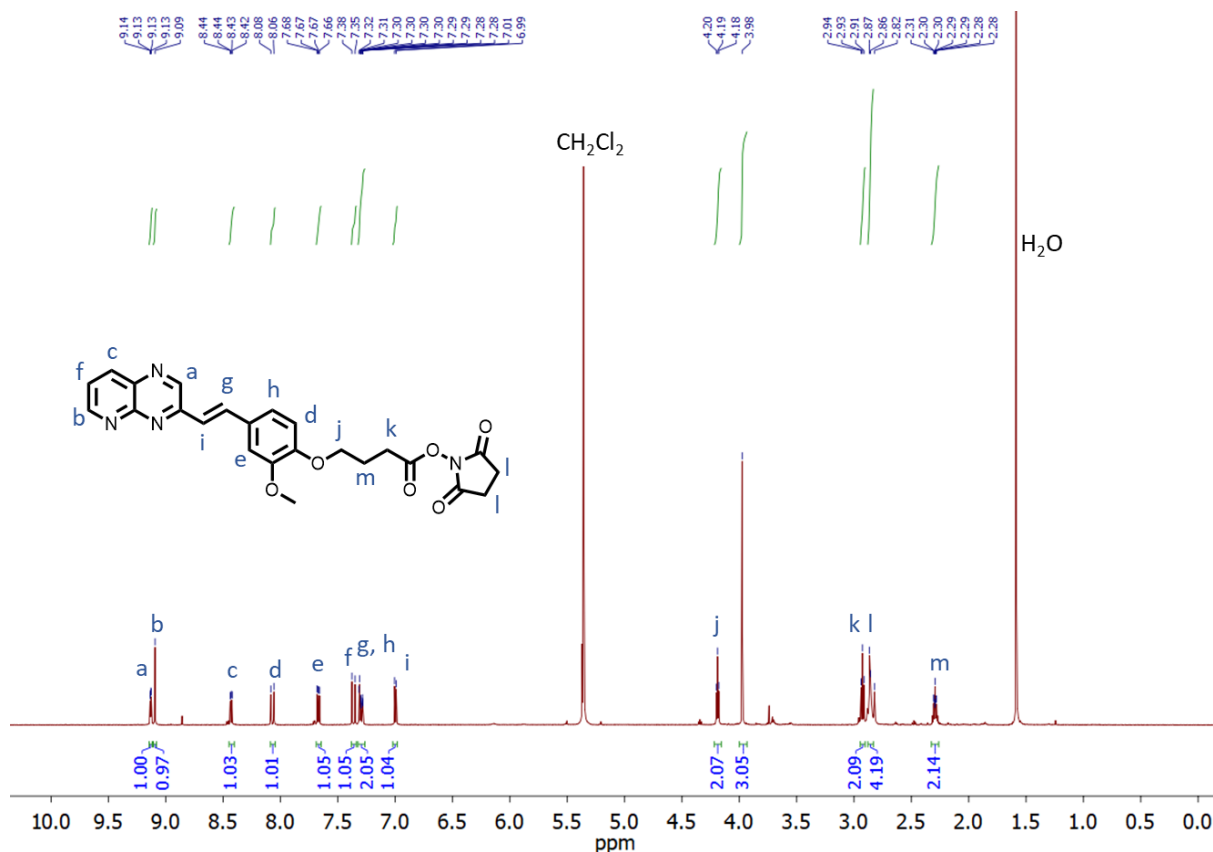 9.14 9.13 9.13 9.13 9.09 8.44 8.44 8.43 8.42 8.08 8.06 7.68 7.67 7.67 7.66 7.38 7.35 7.32 7.31 7.30 7.30 7.30 7.30 7.29 7.29 7.28 7.28 7.01 6.99 4.20 4.19 4.18 3.98 2.94 2.93 2.91 2.87 2.86 2.82 2.31 2.30 2.30 2.29 2.29 2.28 2.28
CH2Cl2
H2O
c N a
f g h d
b N N i j k O O
e O m O N l
O O O l
a b c d e f g, h i j k l m
1.00 0.97 1.03 1.01 1.05 1.05 2.05 1.04 2.07 3.05 2.09 4.19 2.14
10.0 9.5 9.0 8.5 8.0 7.5 7.0 6.5 6.0 5.5 5.0 4.5 4.0 3.5 3.0 2.5 2.0 1.5 1.0 0.5 0.0
ppm